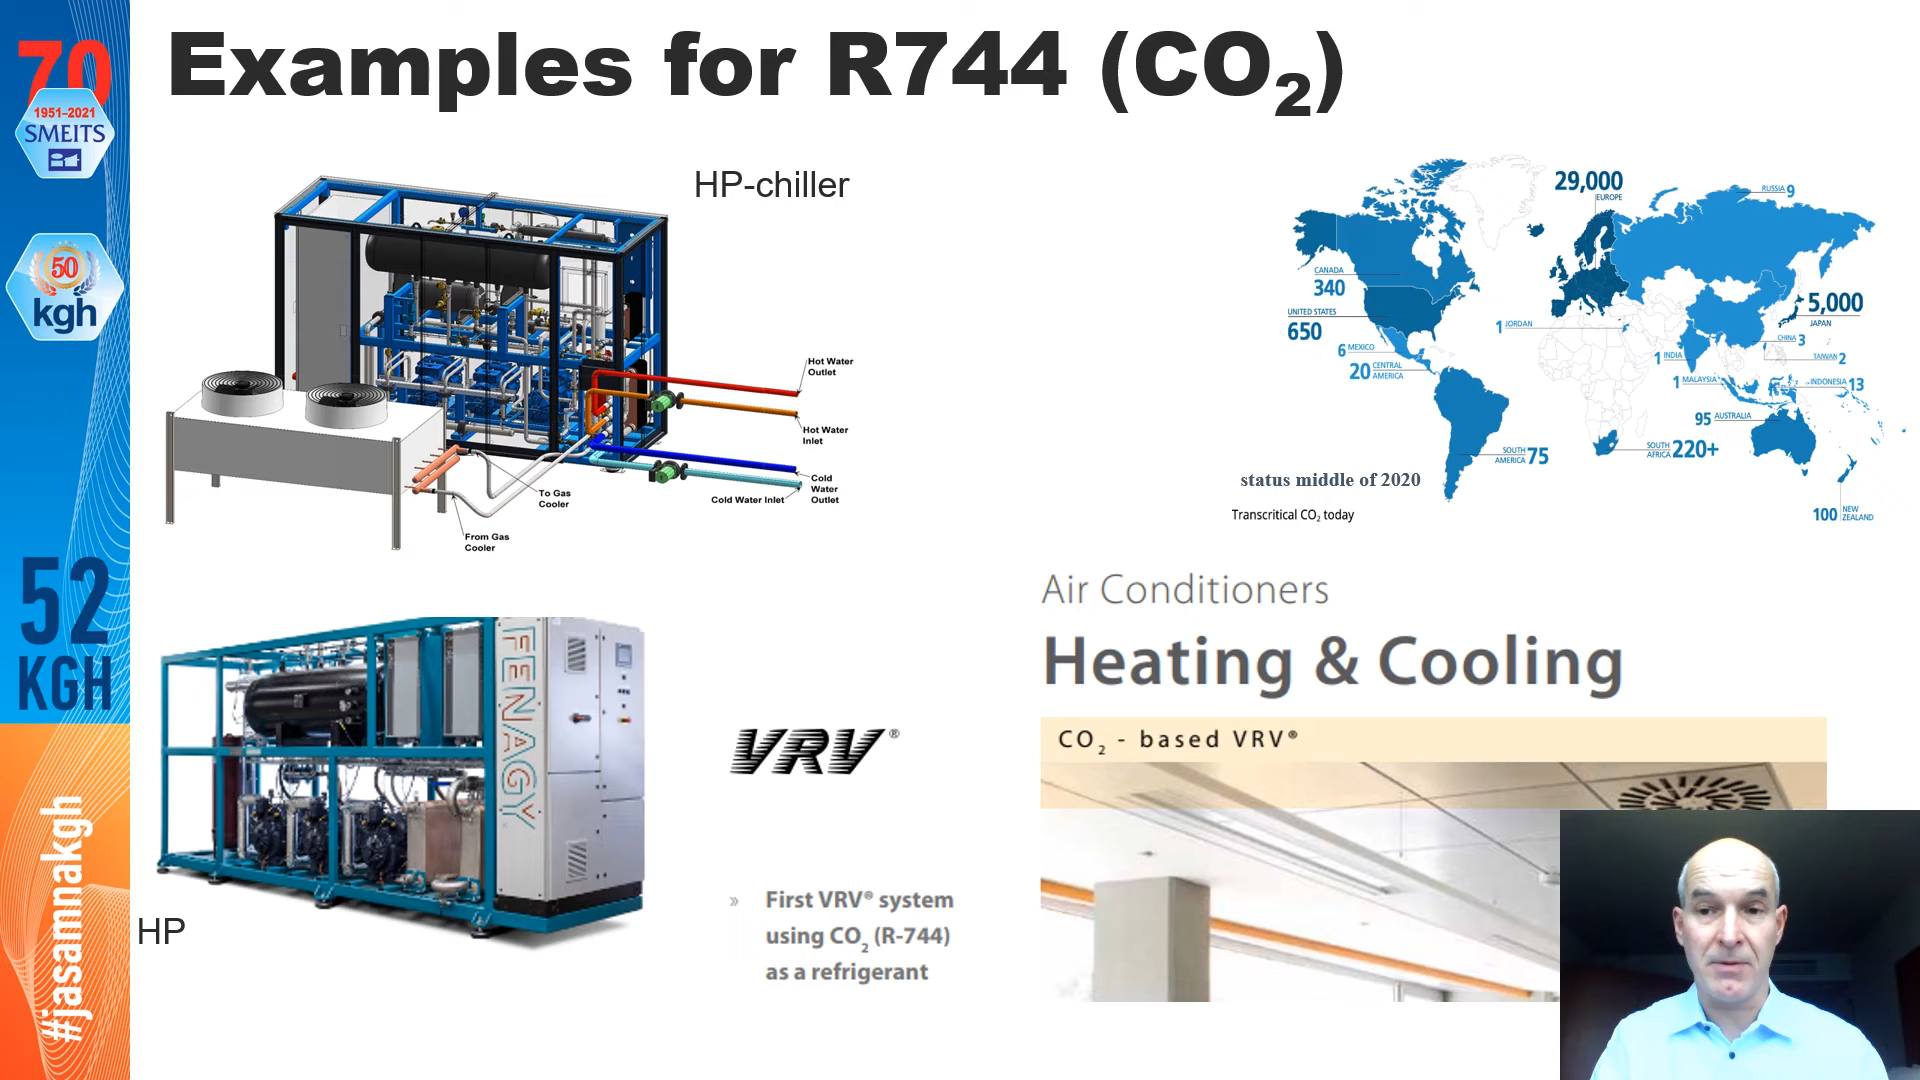 Examples for R744 (CO2)
70
1951–2021
SMEITS
50
kgh
52
KGH
#jasamnakgh
HP-chiller
Hot Water
Outlet
Hot Water
Inlet
Cold
Water
Outlet
Cold Water Inlet
To Gas
Cooler
From Gas
Cooler
29,000
EUROPE
RUSSIA 9
CANADA
340
UNITED STATES
650
6 MEXICO
20 CENTRAL
AMERICA
1 JORDAN
5,000
JAPAN
CHINA 3
1 INDIA
TAIWAN 2
1 MALAYSIA
INDONESIA 13
95 AUSTRALIA
SOUTH
AMERICA 75
SOUTH
AFRICA 220+
100 NEW
ZEALAND
status middle of 2020
Transcritical CO2 today
FENAGY
HP
VRV®
» First VRV® system
using CO2 (R-744)
as a refrigerant
Air Conditioners
Heating & Cooling
CO2 - based VRV®